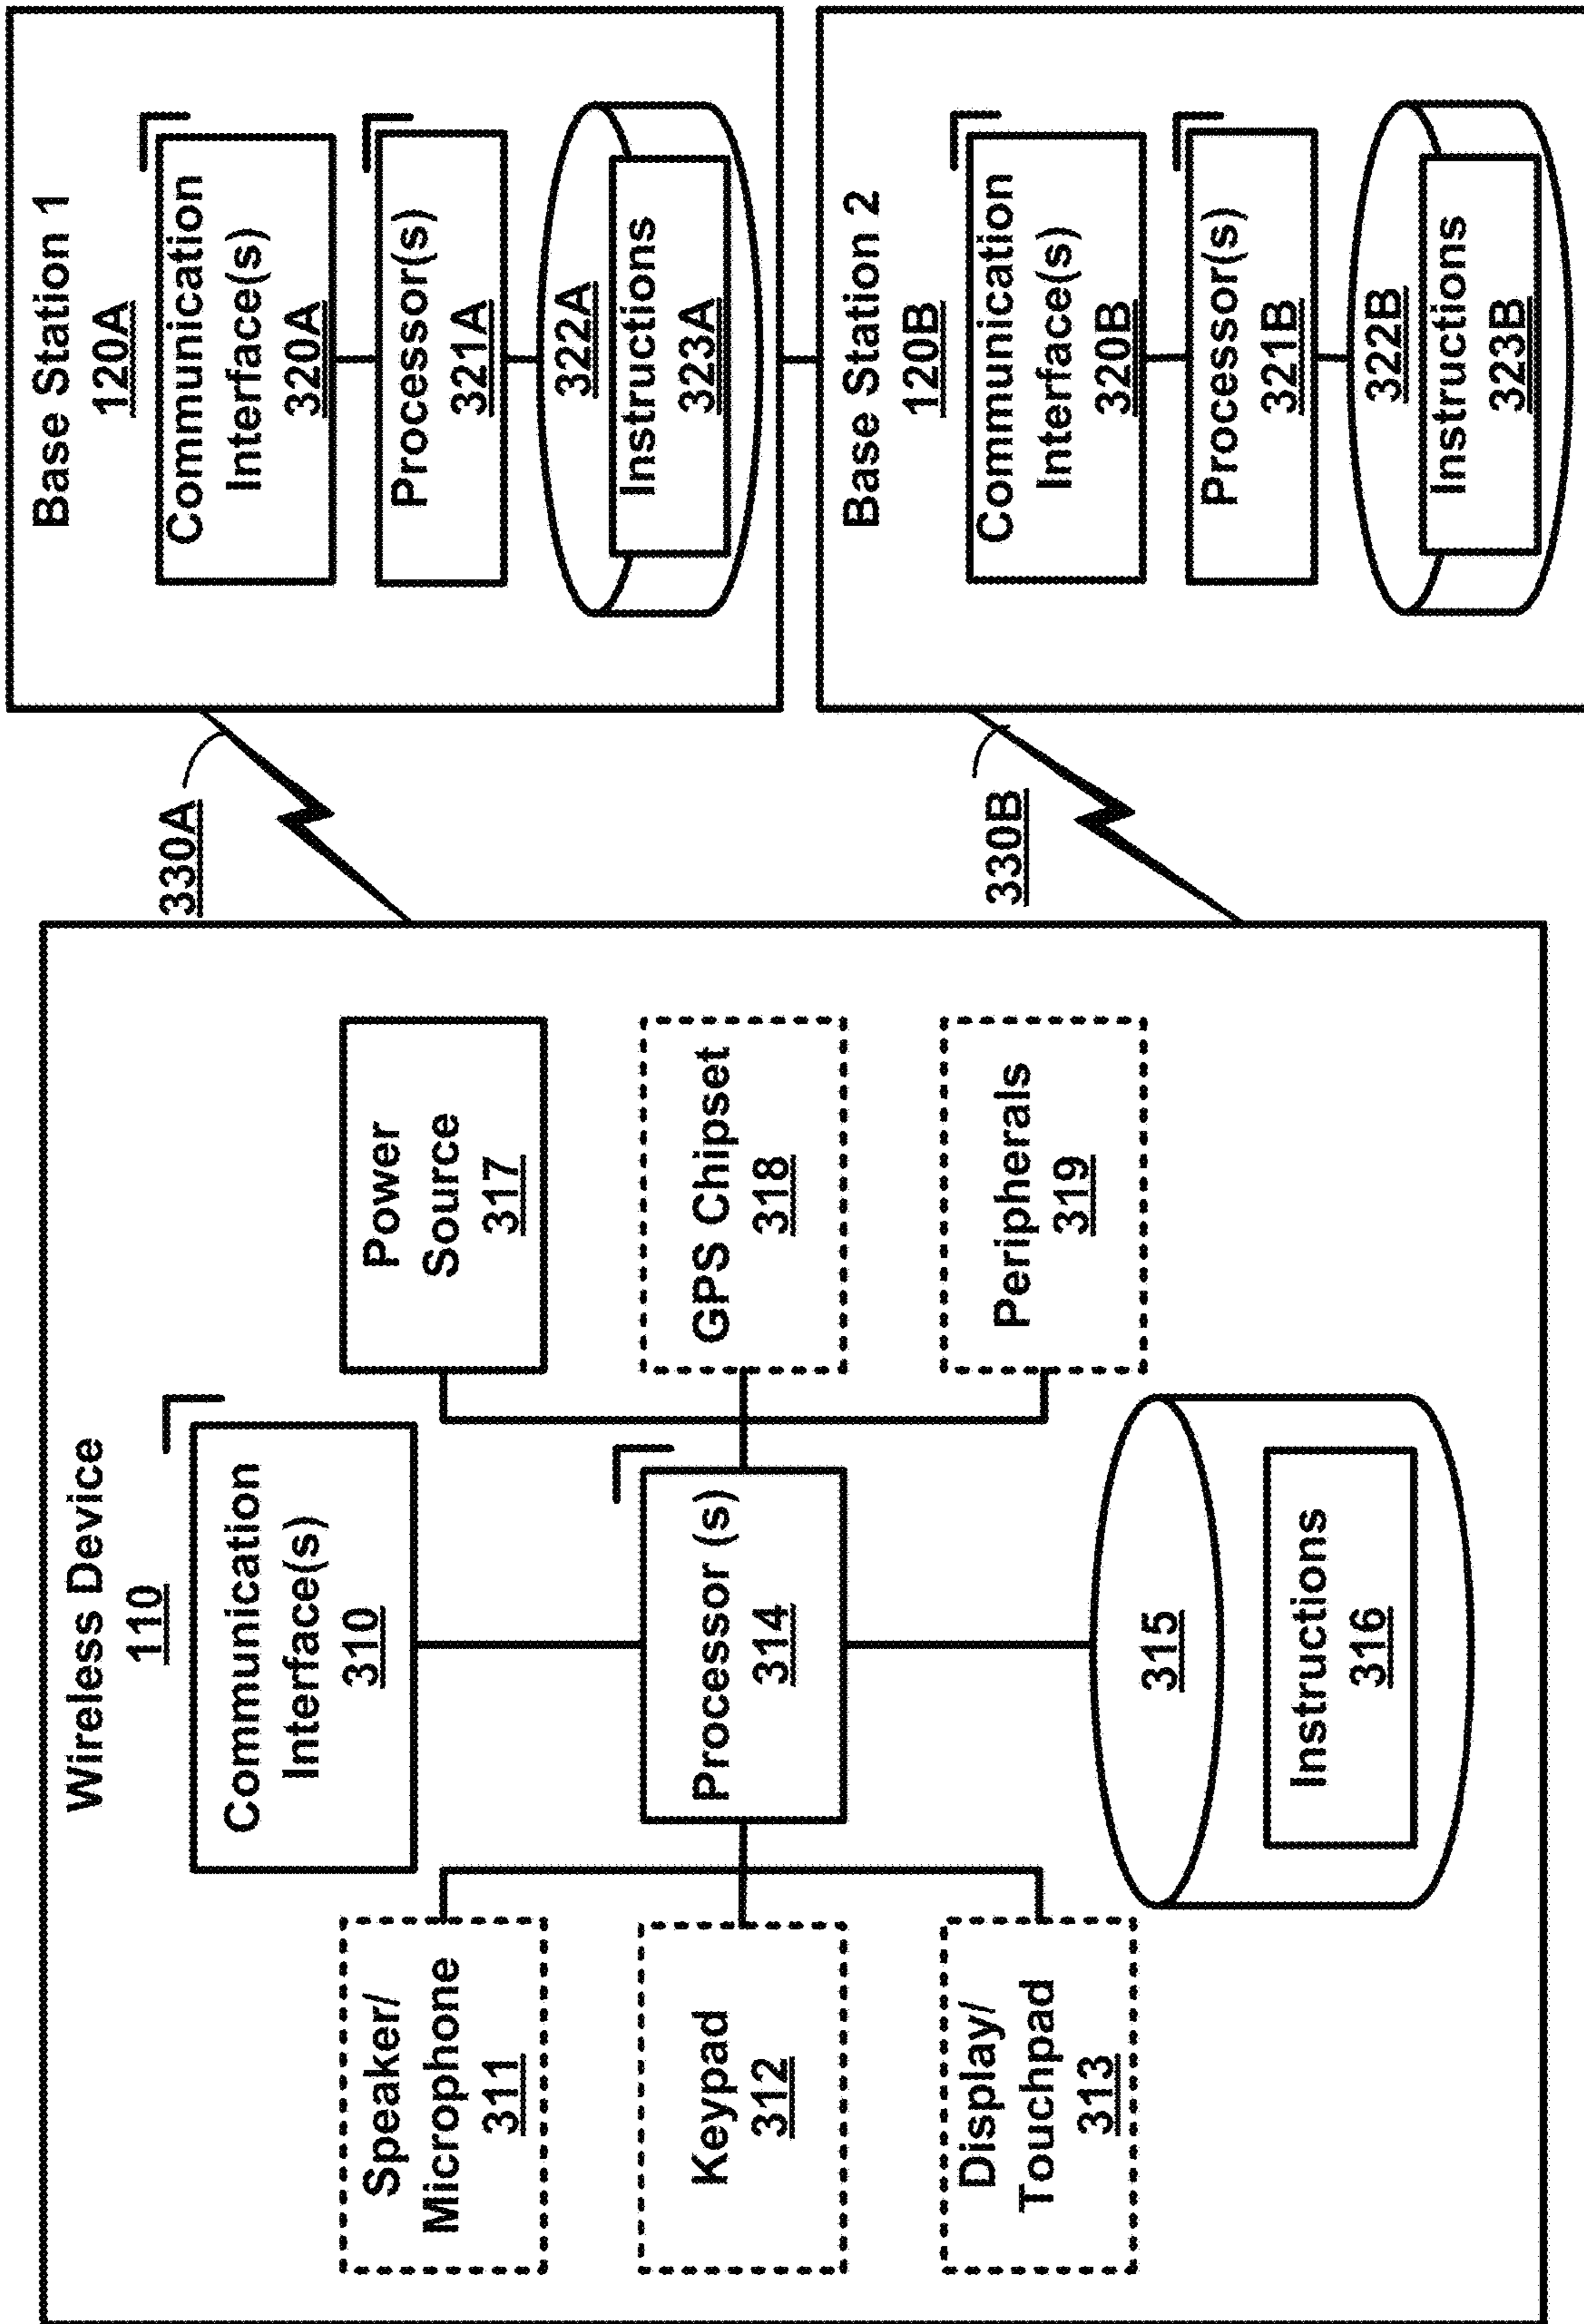 Wireless Device
110
Communication
Interface(s)
310
Speaker/
Microphone
311
Keypad
312
Display/
Touchpad
313
Processor (s)
314
Power
Source
317
GPS Chipset
318
Peripherals
319
315
Instructions
316
330A
330B
Base Station 1
120A
Communication
Interface(s)
320A
Processor(s)
321A
322A
Instructions
323A
Base Station 2
120B
Communication
Interface(s)
320B
Processor(s)
321B
322B
Instructions
323B